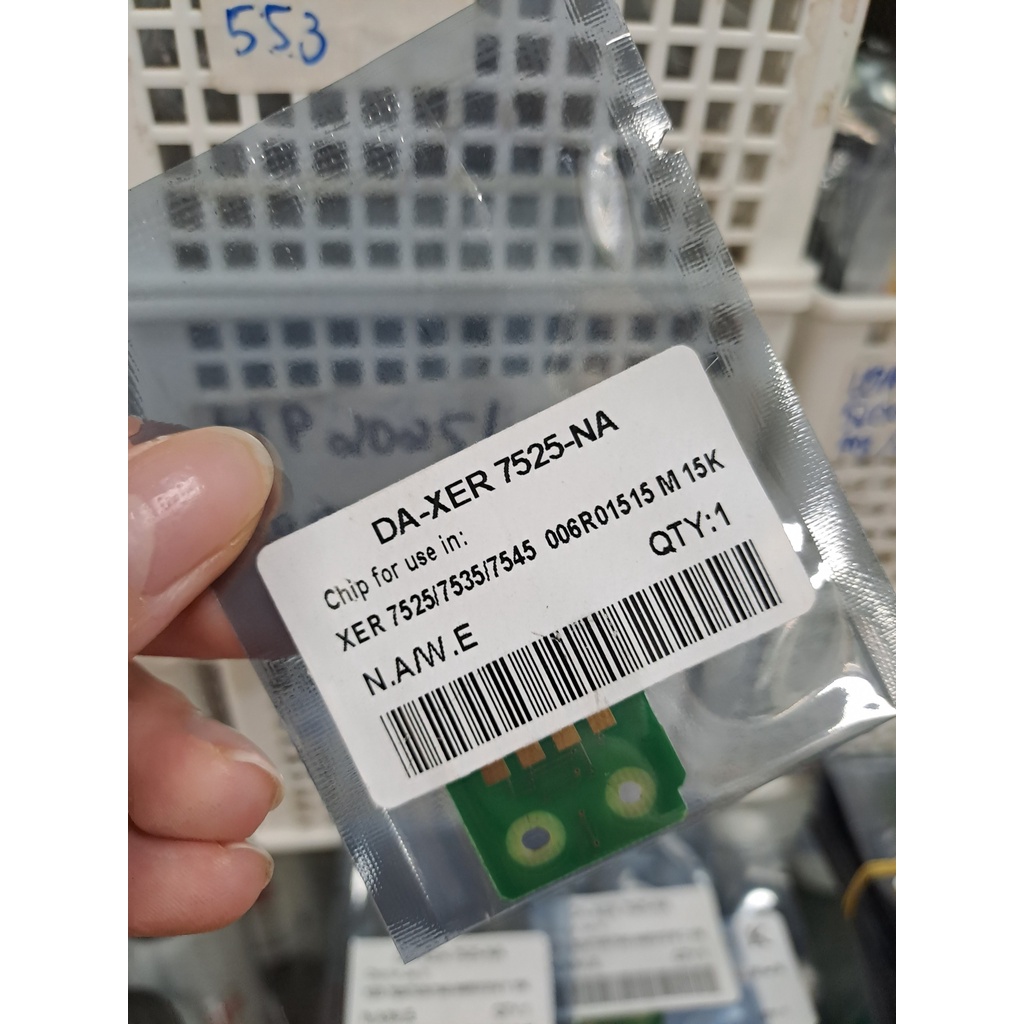 553
DA-XER 7525-NA
Chip for use in:
XER 7525/7535/7545 006R01515 M 15K
N.A/W.E
QTY:1